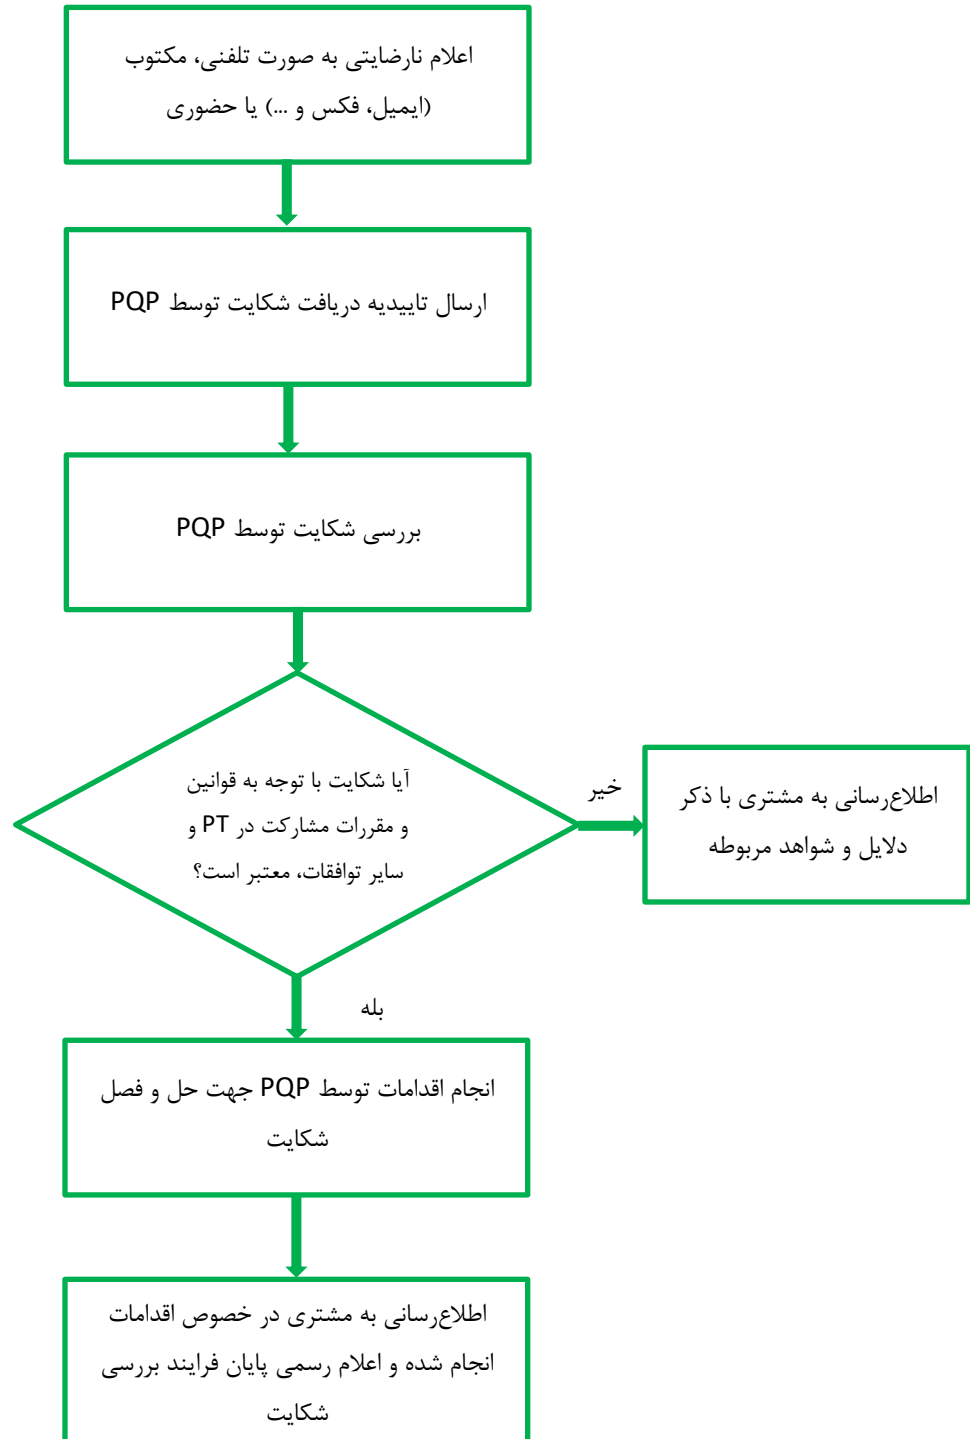 اعلام نارضایتی به صورت تلفنی، مکتوب
(ایمیل، فکس و ...) یا حضوری
ارسال تاییدیه دریافت شکایت توسط PQP
بررسی شکایت توسط PQP
آیا شکایت با توجه به قوانین
و مقررات مشارکت در PT و
سایر توافقات، معتبر است؟
خیر
اطلاع‌رسانی به مشتری با ذکر
دلایل و شواهد مربوطه
بله
انجام اقدامات توسط PQP جهت حل و فصل
شکایت
اطلاع‌رسانی به مشتری در خصوص اقدامات
انجام شده و اعلام رسمی پایان فرایند بررسی
شکایت